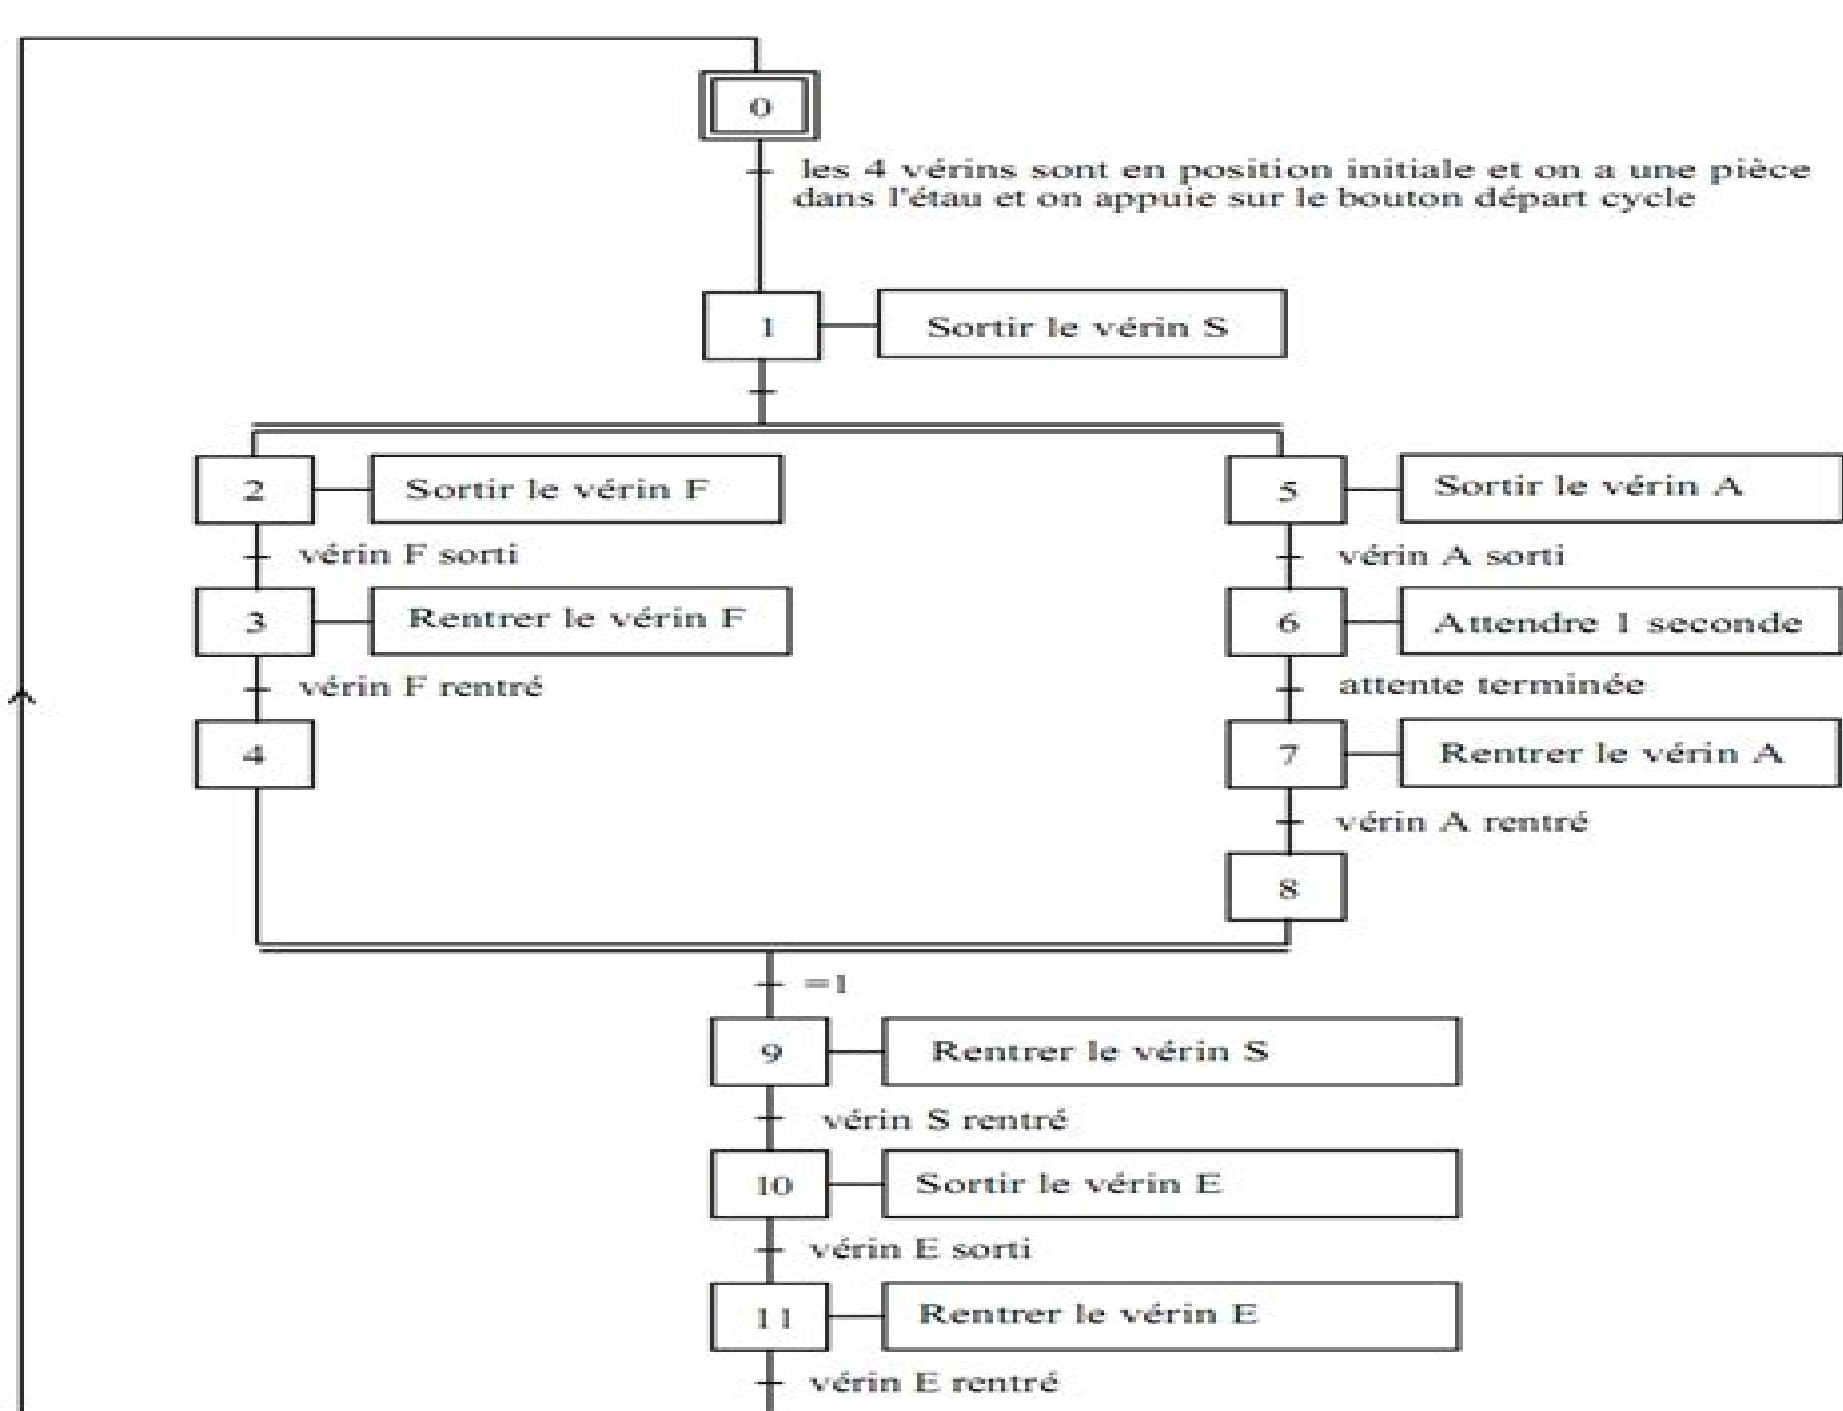 0
les 4 vérins sont en position initiale et on a une pièce
dans l'étau et on appuie sur le bouton départ cycle
1
Sortir le vérin S
2
Sortir le vérin F
5
Sortir le vérin A
vérin F sorti
vérin A sorti
3
Rentrer le vérin F
6
Attendre 1 seconde
vérin F rentré
attente terminée
4
7
Rentrer le vérin A
vérin A rentré
8
=1
9
Rentrer le vérin S
vérin S rentré
10
Sortir le vérin E
vérin E sorti
11
Rentrer le vérin E
vérin E rentré